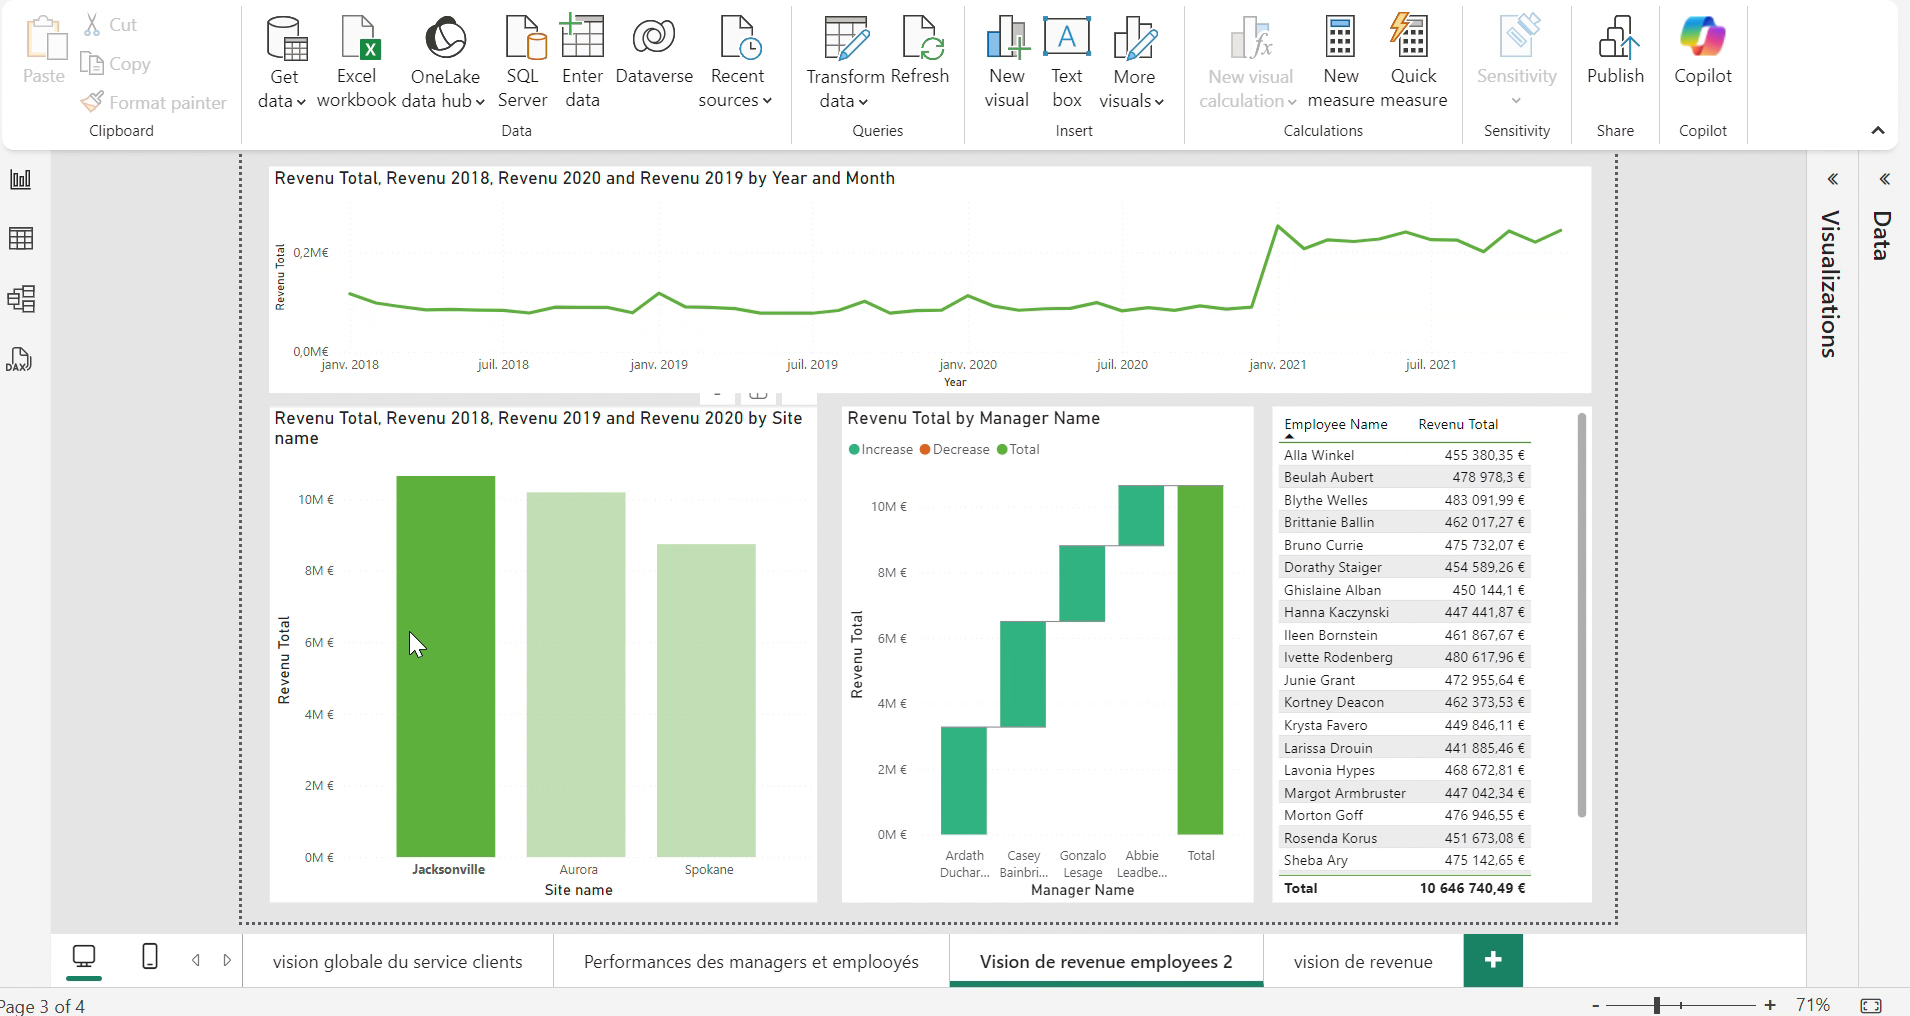 Paste
Cut
Copy
Format painter
Clipboard
Get data
Excel workbook
OneLake data hub
SQL Server
Enter data
Dataverse
Recent sources
Data
Transform data
Refresh
Queries
New visual
A
Text box
More visuals
Insert
fx
New visual calculation
New measure
Quick measure
Calculations
Sensitivity
Sensitivity
Publish
Share
Copilot
Copilot
DAX
Revenu Total, Revenu 2018, Revenu 2020 and Revenu 2019 by Year and Month
Revenu Total
0,2M€
0,0M€
janv. 2018
juil. 2018
janv. 2019
juil. 2019
janv. 2020
juil. 2020
janv. 2021
juil. 2021
Year
Revenu Total, Revenu 2018, Revenu 2019 and Revenu 2020 by Site
name
Revenu Total
10M €
8M €
6M €
4M €
2M €
0M €
Jacksonville
Aurora
Spokane
Site name
Revenu Total by Manager Name
Increase Decrease Total
Revenu Total
10M €
8M €
6M €
4M €
2M €
0M €
Ardath Duchar...
Casey Bainbri...
Gonzalo Lesage
Abbie Leadbe...
Total
Manager Name
Employee Name Revenu Total
Alla Winkel 455 380,35 €
Beulah Aubert 478 978,3 €
Blythe Welles 483 091,99 €
Brittanie Ballin 462 017,27 €
Bruno Currie 475 732,07 €
Dorathy Staiger 454 589,26 €
Ghislaine Alban 450 144,1 €
Hanna Kaczynski 447 441,87 €
Ileen Bornstein 461 867,67 €
Ivette Rodenberg 480 617,96 €
Junie Grant 472 955,64 €
Kortney Deacon 462 373,53 €
Krysta Favero 449 846,11 €
Larissa Drouin 441 885,46 €
Lavonia Hypes 468 672,81 €
Margot Armbruster 447 042,34 €
Morton Goff 476 946,55 €
Rosenda Korus 451 673,08 €
Sheba Ary 475 142,65 €
Total 10 646 740,49 €
Visualizations
Data
vision globale du service clients
Performances des managers et emplooyés
Vision de revenue employees 2
vision de revenue
Page 3 of 4
71%